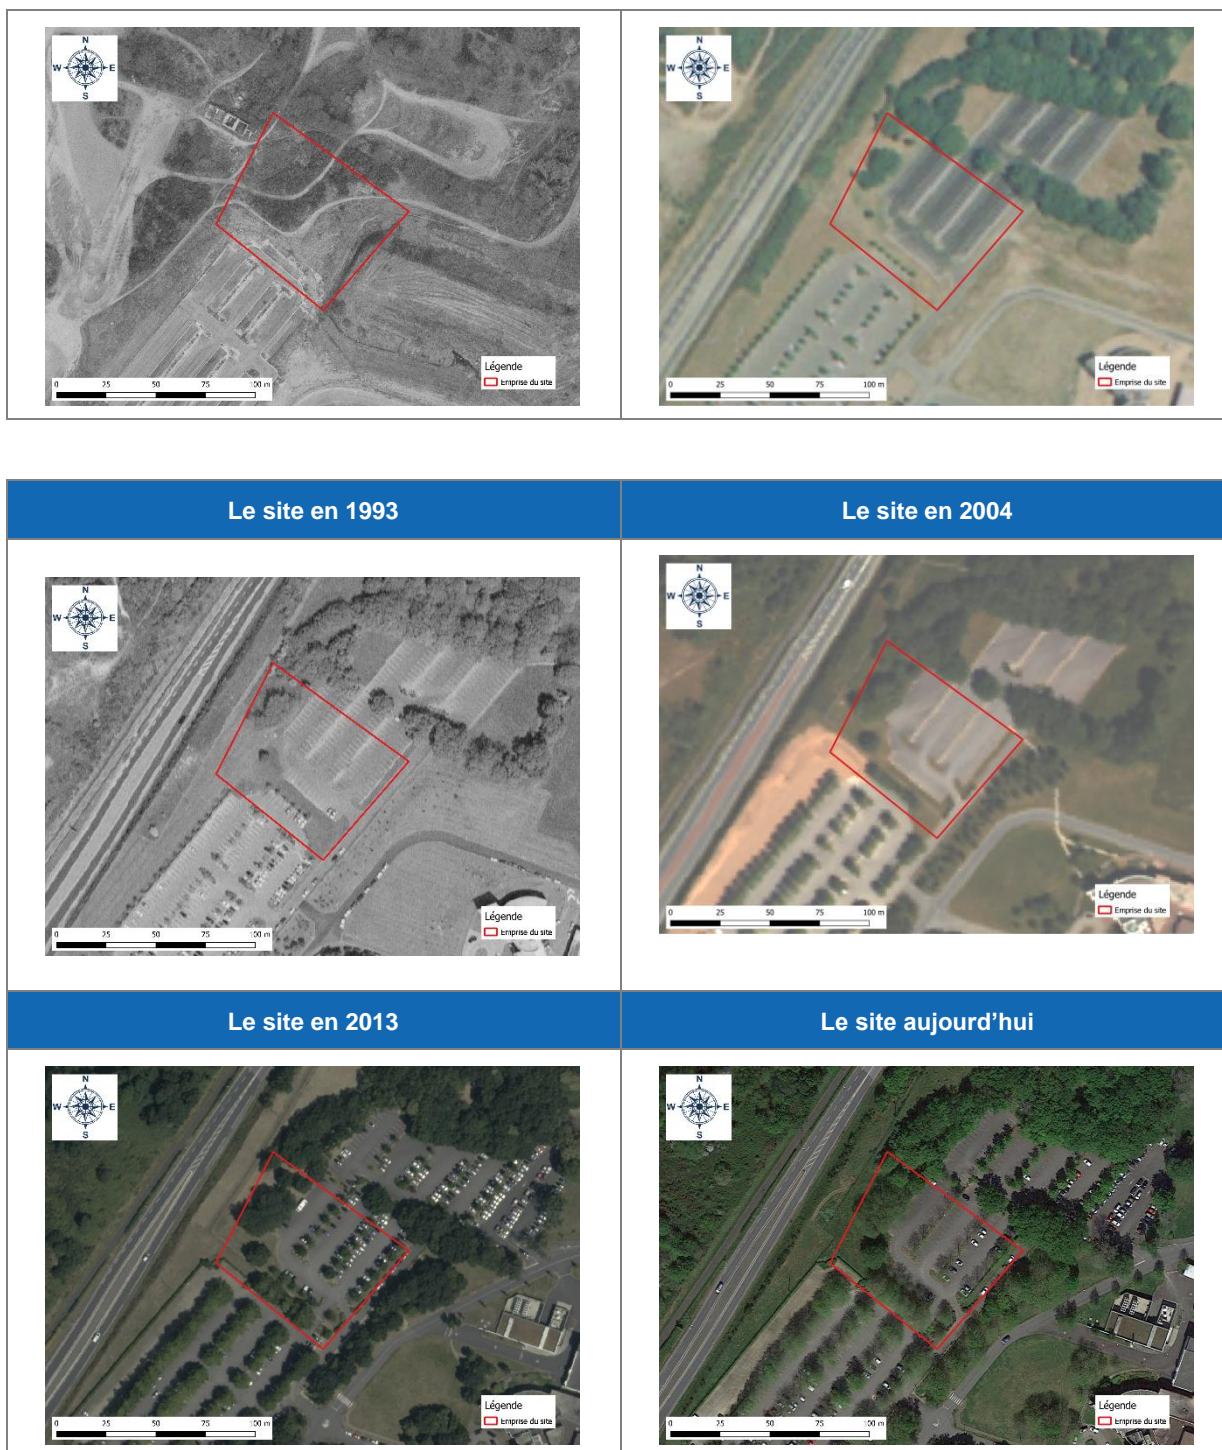 N
W E
S
Légende
Emprise du site
0 25 50 75 100 m
N
W E
S
Légende
Emprise du site
0 25 50 75 100 m
Le site en 1993
Le site en 2004
N
W E
S
Légende
Emprise du site
0 25 50 75 100 m
N
W E
S
Légende
Emprise du site
0 25 50 75 100 m
Le site en 2013
Le site aujourd’hui
N
W E
S
Légende
Emprise du site
0 25 50 75 100 m
N
W E
S
Légende
Emprise du site
0 25 50 75 100 m